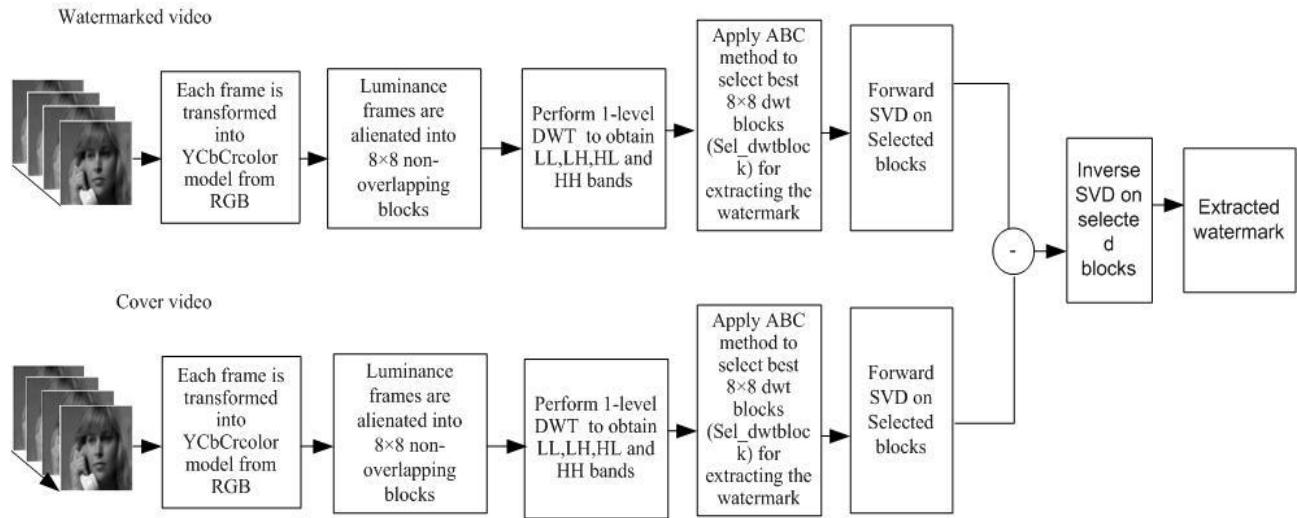 Watermarked video
Each frame is
transformed
into
YCbCrcolor
model from
RGB
Luminance
frames are
alienated into
8×8 non-
overlapping
blocks
Perform 1-level
DWT to obtain
LL,LH,HL and
HH bands
Apply ABC
method to
select best
8×8 dwt
blocks
(Sel_dwtbloc
k) for
extracting the
watermark
Forward
SVD on
Selected
blocks
-
Inverse
SVD on
selecte
d
blocks
Extracted
watermark
Cover video
Each frame is
transformed
into
YCbCrcolor
model from
RGB
Luminance
frames are
alienated into
8×8 non-
overlapping
blocks
Perform 1-level
DWT to obtain
LL,LH,HL and
HH bands
Apply ABC
method to
select best
8×8 dwt
blocks
(Sel_dwtbloc
k) for
extracting the
watermark
Forward
SVD on
Selected
blocks